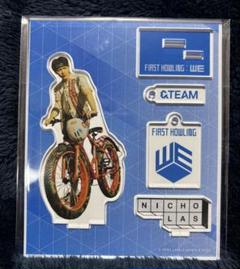 FIRST HOWLING : WE
&TEAM
FIRST HOWLING
WE
NICHO
LAS